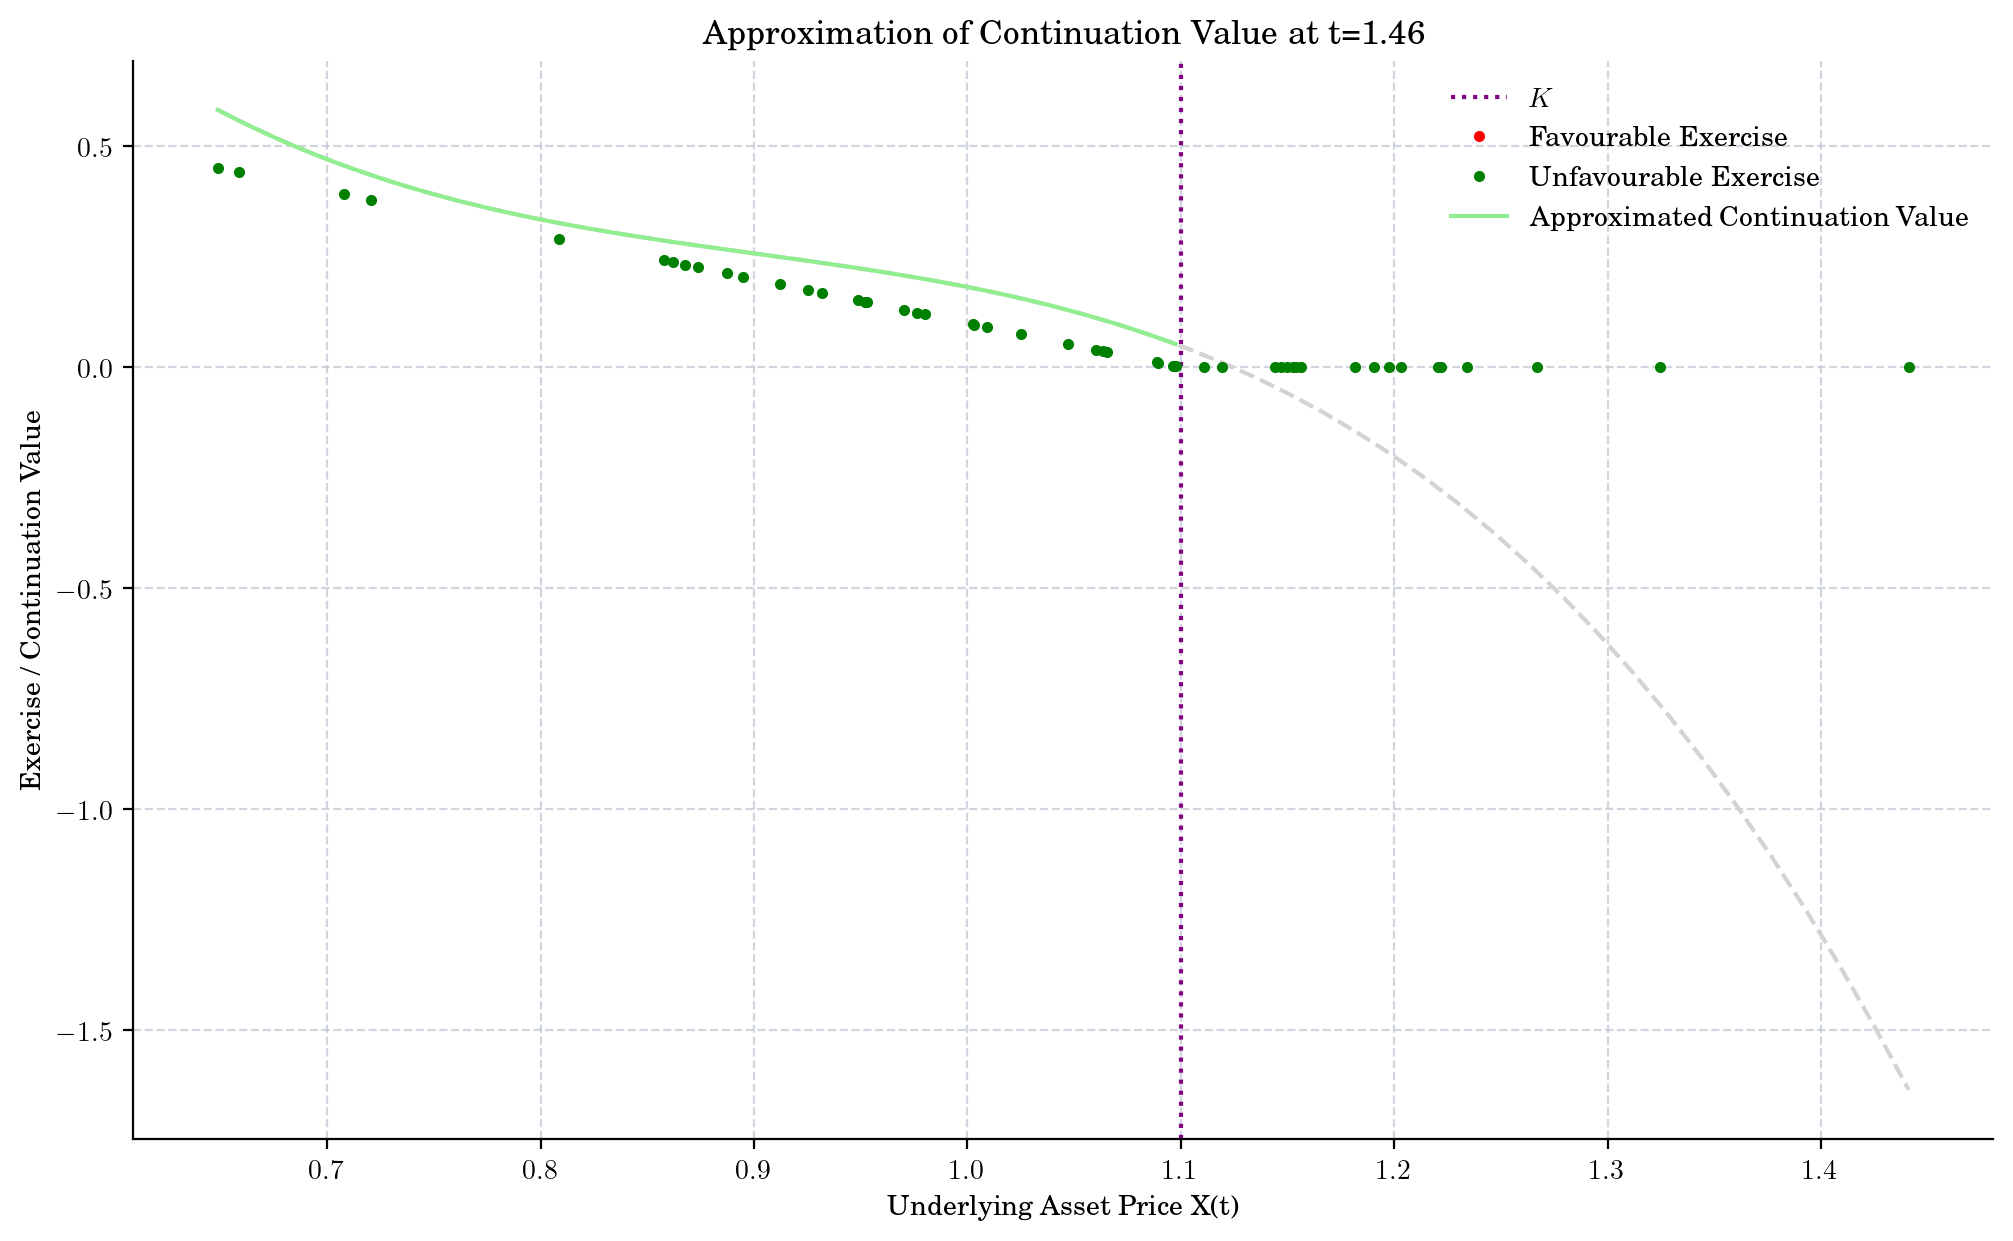 Approximation of Continuation Value at t=1.46
K
Favourable Exercise
Unfavourable Exercise
Approximated Continuation Value
Exercise / Continuation Value
0.5
0.0
−0.5
−1.0
−1.5
0.7 0.8 0.9 1.0 1.1 1.2 1.3 1.4
Underlying Asset Price X(t)